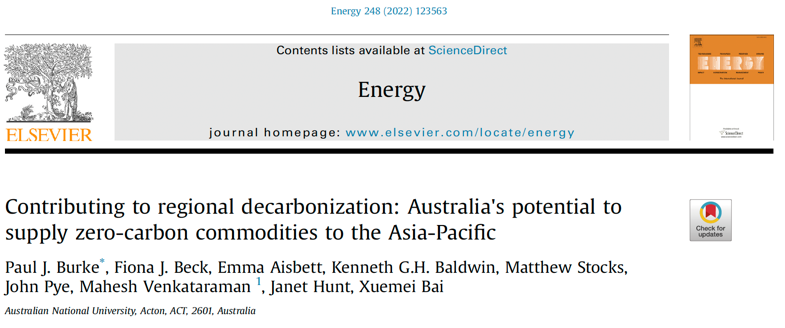 Energy 248 (2022) 123563
Contents lists available at ScienceDirect
Energy
journal homepage: www.elsevier.com/locate/energy
ELSEVIER
ENERGY
Contributing to regional decarbonization: Australia's potential to
supply zero-carbon commodities to the Asia-Pacific
Check for
updates
Paul J. Burke*, Fiona J. Beck, Emma Aisbett, Kenneth G.H. Baldwin, Matthew Stocks,
John Pye, Mahesh Venkataraman 1, Janet Hunt, Xuemei Bai
Australian National University, Acton, ACT, 2601, Australia